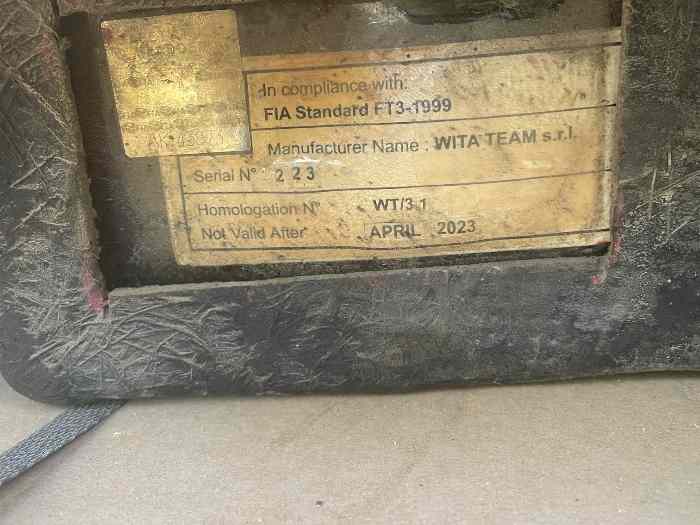 In compliance with:
FIA Standard FT3-1999
Manufacturer Name : WITA TEAM s.r.l.
Serial N° 2 2 3
Homologation N° WT/3.1
Not Valid After APRIL 2023